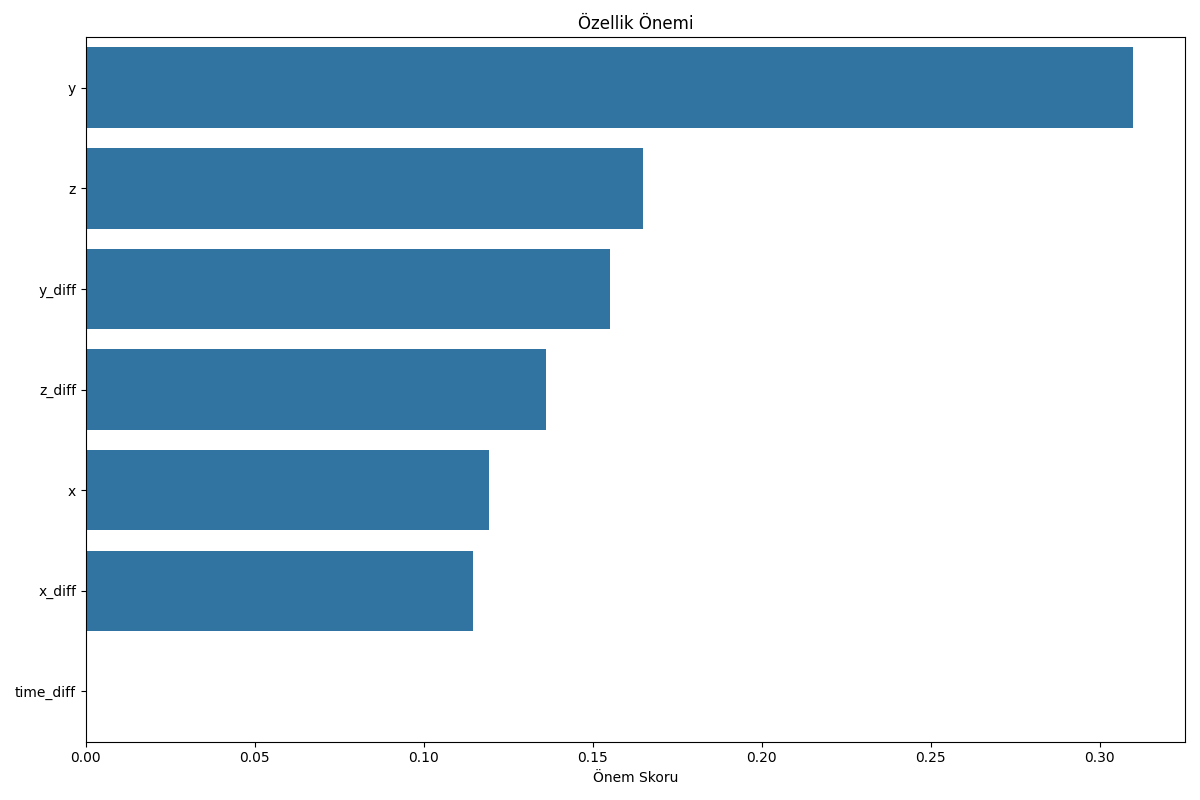 Özellik Önemi
y
z
y_diff
z_diff
x
x_diff
time_diff
0.00 0.05 0.10 0.15 0.20 0.25 0.30
Önem Skoru